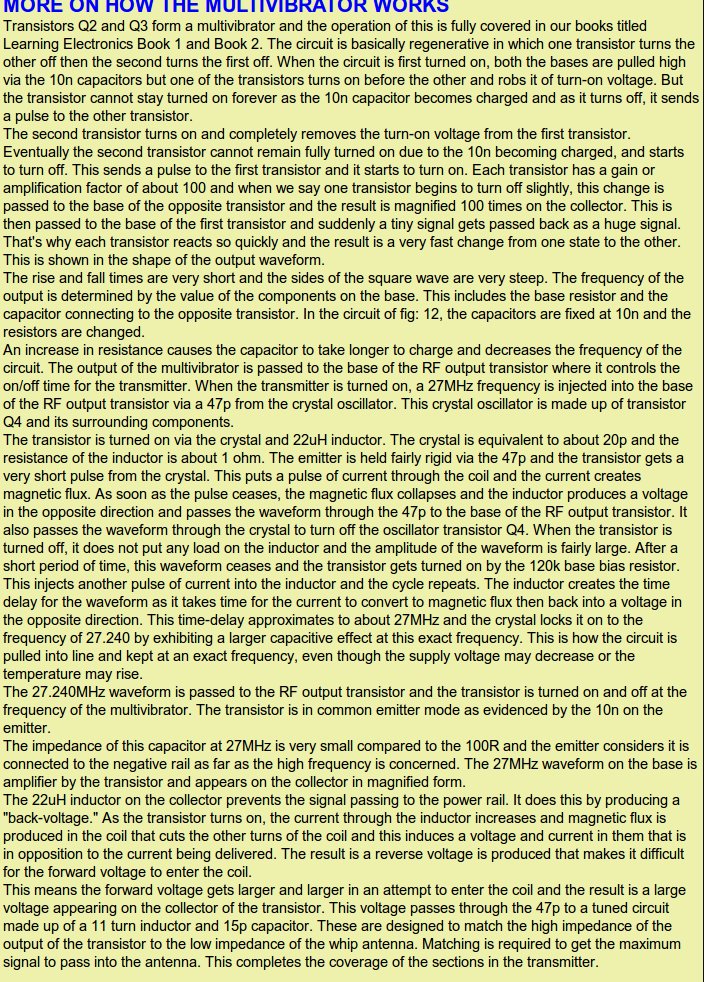 MORE ON HOW THE MULTIVIBRATOR WORKS
Transistors Q2 and Q3 form a multivibrator and the operation of this is fully covered in our books titled
Learning Electronics Book 1 and Book 2. The circuit is basically regenerative in which one transistor turns the
other off then the second turns the first off. When the circuit is first turned on, both the bases are pulled high
via the 10n capacitors but one of the transistors turns on before the other and robs it of turn-on voltage. But
the transistor cannot stay turned on forever as the 10n capacitor becomes charged and as it turns off, it sends
a pulse to the other transistor.
The second transistor turns on and completely removes the turn-on voltage from the first transistor.
Eventually the second transistor cannot remain fully turned on due to the 10n becoming charged, and starts
to turn off. This sends a pulse to the first transistor and it starts to turn on. Each transistor has a gain or
amplification factor of about 100 and when we say one transistor begins to turn off slightly, this change is
passed to the base of the opposite transistor and the result is magnified 100 times on the collector. This is
then passed to the base of the first transistor and suddenly a tiny signal gets passed back as a huge signal.
That's why each transistor reacts so quickly and the result is a very fast change from one state to the other.
This is shown in the shape of the output waveform.
The rise and fall times are very short and the sides of the square wave are very steep. The frequency of the
output is determined by the value of the components on the base. This includes the base resistor and the
capacitor connecting to the opposite transistor. In the circuit of fig: 12, the capacitors are fixed at 10n and the
resistors are changed.
An increase in resistance causes the capacitor to take longer to charge and decreases the frequency of the
circuit. The output of the multivibrator is passed to the base of the RF output transistor where it controls the
on/off time for the transmitter. When the transmitter is turned on, a 27MHz frequency is injected into the base
of the RF output transistor via a 47p from the crystal oscillator. This crystal oscillator is made up of transistor
Q4 and its surrounding components.
The transistor is turned on via the crystal and 22uH inductor. The crystal is equivalent to about 20p and the
resistance of the inductor is about 1 ohm. The emitter is held fairly rigid via the 47p and the transistor gets a
very short pulse from the crystal. This puts a pulse of current through the coil and the current creates
magnetic flux. As soon as the pulse ceases, the magnetic flux collapses and the inductor produces a voltage
in the opposite direction and passes the waveform through the 47p to the base of the RF output transistor. It
also passes the waveform through the crystal to turn off the oscillator transistor Q4. When the transistor is
turned off, it does not put any load on the inductor and the amplitude of the waveform is fairly large. After a
short period of time, this waveform ceases and the transistor gets turned on by the 120k base bias resistor.
This injects another pulse of current into the inductor and the cycle repeats. The inductor creates the time
delay for the waveform as it takes time for the current to convert to magnetic flux then back into a voltage in
the opposite direction. This time-delay approximates to about 27MHz and the crystal locks it on to the
frequency of 27.240 by exhibiting a larger capacitive effect at this exact frequency. This is how the circuit is
pulled into line and kept at an exact frequency, even though the supply voltage may decrease or the
temperature may rise.
The 27.240MHz waveform is passed to the RF output transistor and the transistor is turned on and off at the
frequency of the multivibrator. The transistor is in common emitter mode as evidenced by the 10n on the
emitter.
The impedance of this capacitor at 27MHz is very small compared to the 100R and the emitter considers it is
connected to the negative rail as far as the high frequency is concerned. The 27MHz waveform on the base is
amplifier by the transistor and appears on the collector in magnified form.
The 22uH inductor on the collector prevents the signal passing to the power rail. It does this by producing a
"back-voltage." As the transistor turns on, the current through the inductor increases and magnetic flux is
produced in the coil that cuts the other turns of the coil and this induces a voltage and current in them that is
in opposition to the current being delivered. The result is a reverse voltage is produced that makes it difficult
for the forward voltage to enter the coil.
This means the forward voltage gets larger and larger in an attempt to enter the coil and the result is a large
voltage appearing on the collector of the transistor. This voltage passes through the 47p to a tuned circuit
made up of a 11 turn inductor and 15p capacitor. These are designed to match the high impedance of the
output of the transistor to the low impedance of the whip antenna. Matching is required to get the maximum
signal to pass into the antenna. This completes the coverage of the sections in the transmitter.